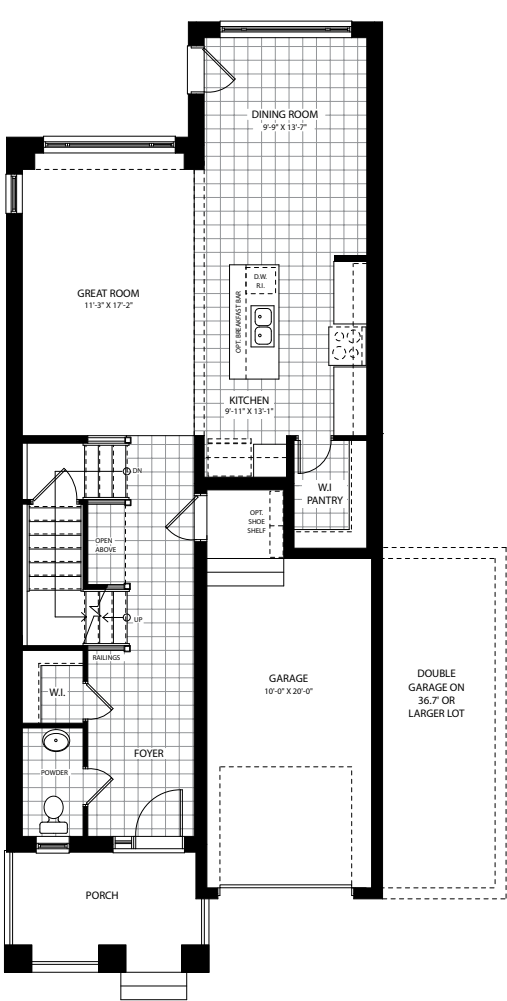 DINING ROOM
9'-9" X 13'-7"
GREAT ROOM
11'-3" X 17'-2"
D.W.
R.I.
OPT. BREAKFAST BAR
KITCHEN
9'-11" X 13'-1"
DN
W.I
PANTRY
OPT.
SHOE
SHELF
OPEN
ABOVE
UP
RAILINGS
W.I.
GARAGE
10'-0" X 20'-0"
DOUBLE
GARAGE ON
36.7' OR
LARGER LOT
FOYER
POWDER
PORCH